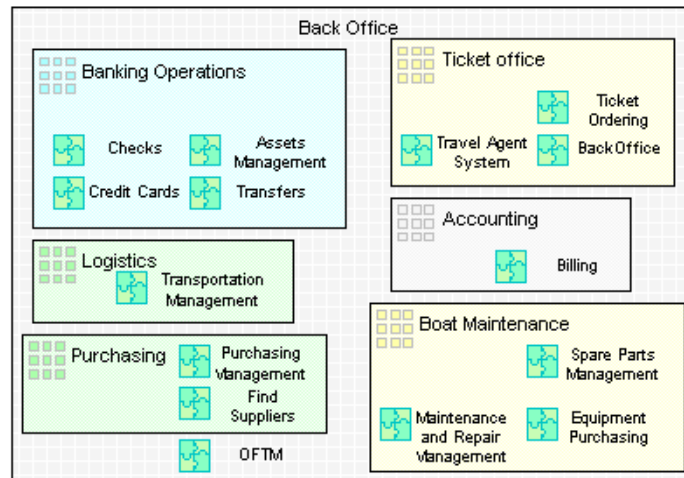 Back Office
Banking Operations
Checks
Assets
Management
Credit Cards
Transfers
Ticket office
Ticket
Ordering
Travel Agent
System
BackOffice
Accounting
Billing
Logistics
Transportation
Management
Purchasing
Purchasing
Management
Find
Suppliers
OFTM
Boat Maintenance
Spare Parts
Management
Maintenance
and Repair
Management
Equipment
Purchasing